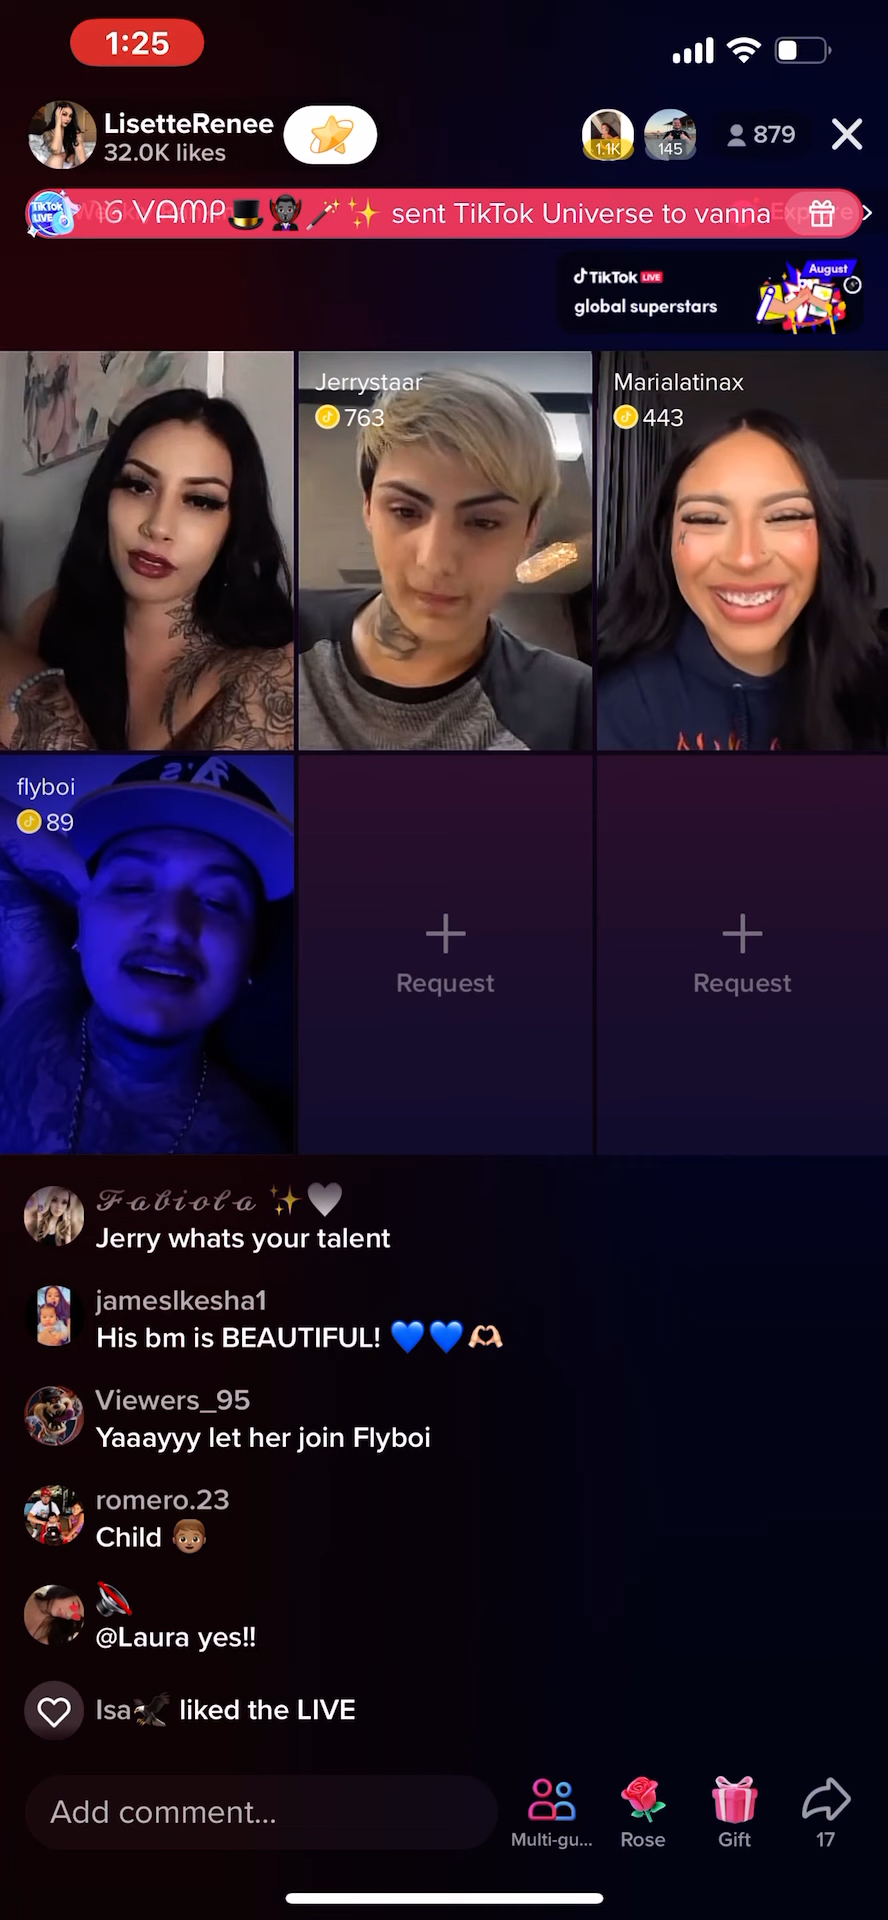 1:25
LisetteRenee
32.0K likes
1.1K
145
879
TikTok LIVE
VAMP🎩🧛🏿🪄✨ sent TikTok Universe to vanna
TikTok LIVE
August
global superstars
Jerrystaar
763
Marialatinax
443
flyboi
89
Request
Request
𝓕𝓪𝓫𝓲𝓸𝓵𝓪 ✨🤍
Jerry whats your talent
jameslkesha1
His bm is BEAUTIFUL! 💙💙🫶🏻
Viewers_95
Yaaayyy let her join Flyboi
romero.23
Child 👦🏽
🔇
@Laura yes!!
Isa🦅 liked the LIVE
Add comment...
Multi-gu...
Rose
Gift
17